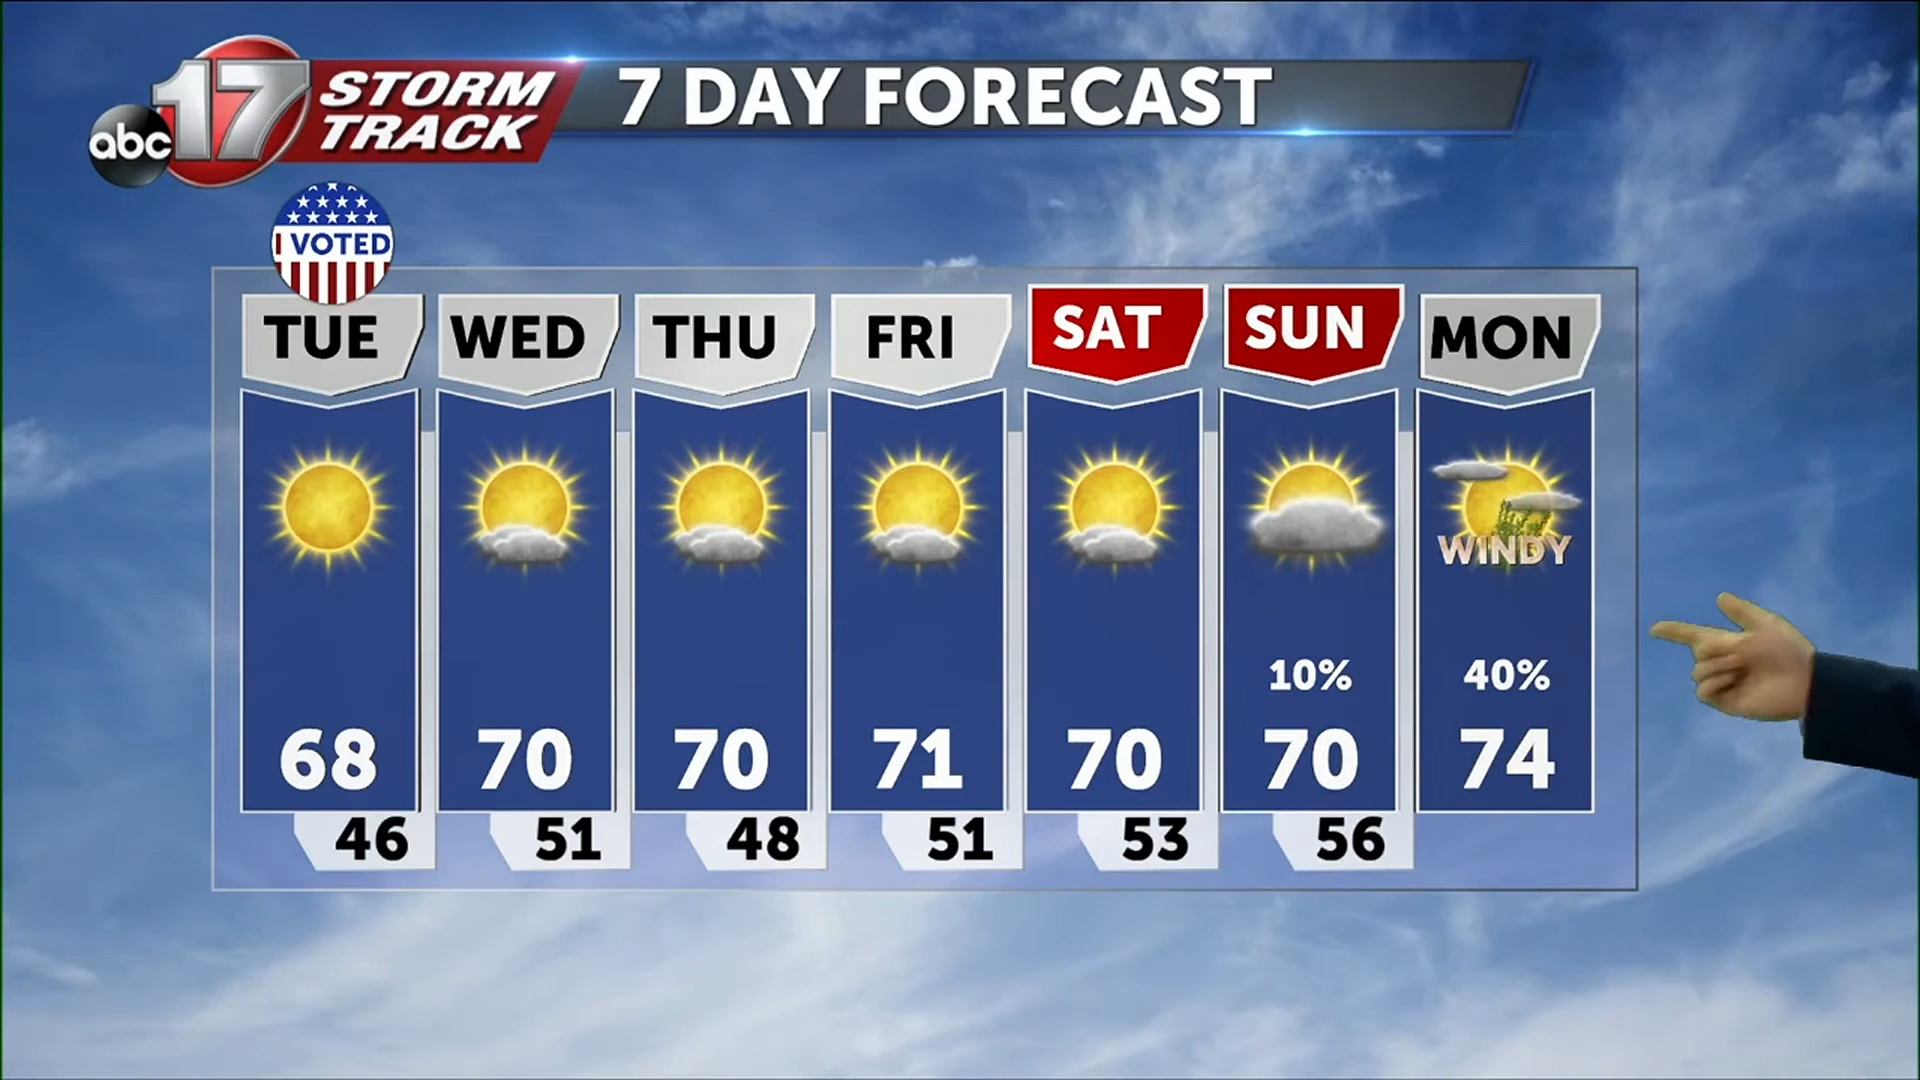 abc 17 STORM TRACK
7 DAY FORECAST
I VOTED
TUE WED THU FRI SAT SUN MON
WINDY
10% 40%
68 70 70 71 70 70 74
46 51 48 51 53 56